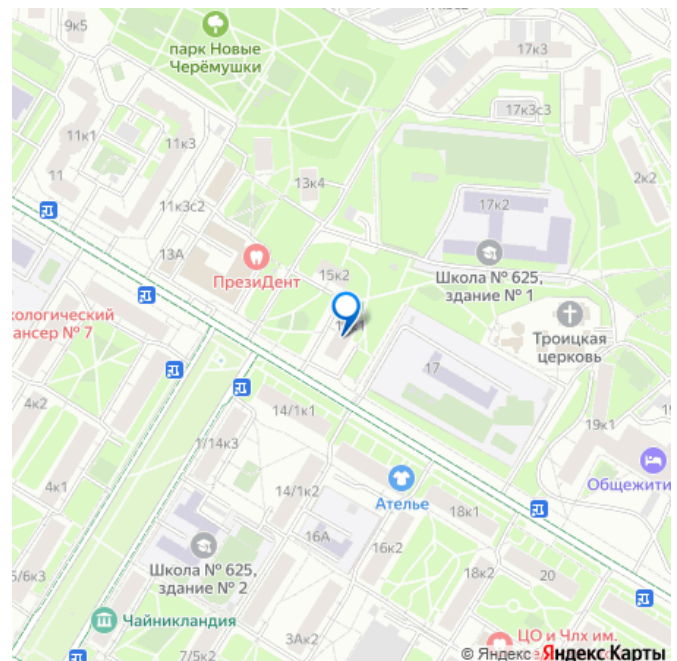 9к5
парк Новые
Черёмушки
17к3
17к3с3
11к1
11к3
11
13к4
2к2
11к3с2
17к2
13А
ПрезиДент
15к2
Школа № 625,
здание № 1
кологический
ансер № 7
Троицкая
церковь
17
4к2
14/1к1
19к1
1/14к3
4к1
14/1к2
Ателье
18к1
Общежити
16А
16к2
Школа № 625,
здание № 2
18к2
20
5/6к3
Чайникландия
3Ак2
ЦО и Члх им.
7/5к2
© Яндекс
Яндекс Карты